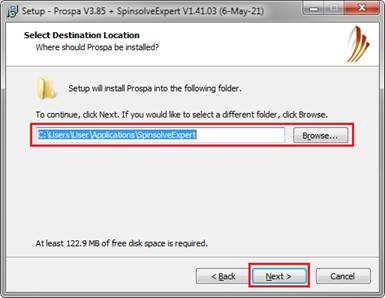 Setup - Prospa V3.85 + SpinsolveExpert V1.41.03 (6-May-21)
Select Destination Location
Where should Prospa be installed?
Setup will install Prospa into the following folder.
To continue, click Next. If you would like to select a different folder, click Browse.
C:\Users\User\Applications\SpinsolveExpert
Browse...
At least 122.9 MB of free disk space is required.
< Back
Next >
Cancel